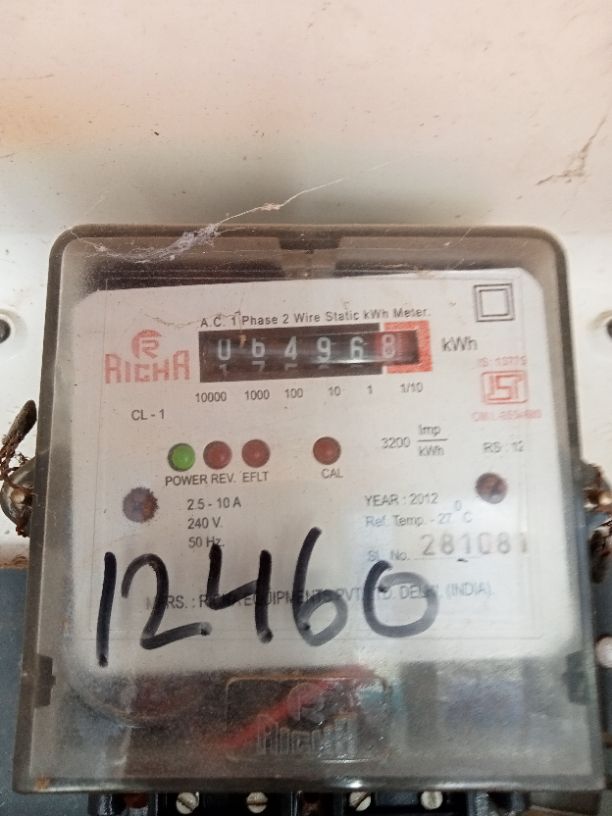 A.C. 1 Phase 2 Wire Static kWh Meter.
R
RICHA
064968 kWh
10000 1000 100 10 1 1/10
IS: 13779
CL - 1
3200 Imp/kWh
RS : 12
POWER REV. EFLT CAL
2.5 - 10 A
240 V.
50 Hz.
YEAR : 2012
Ref. Temp. - 27°C
SL. No. 281081
12460
DELHI. (INDIA).
RICHA